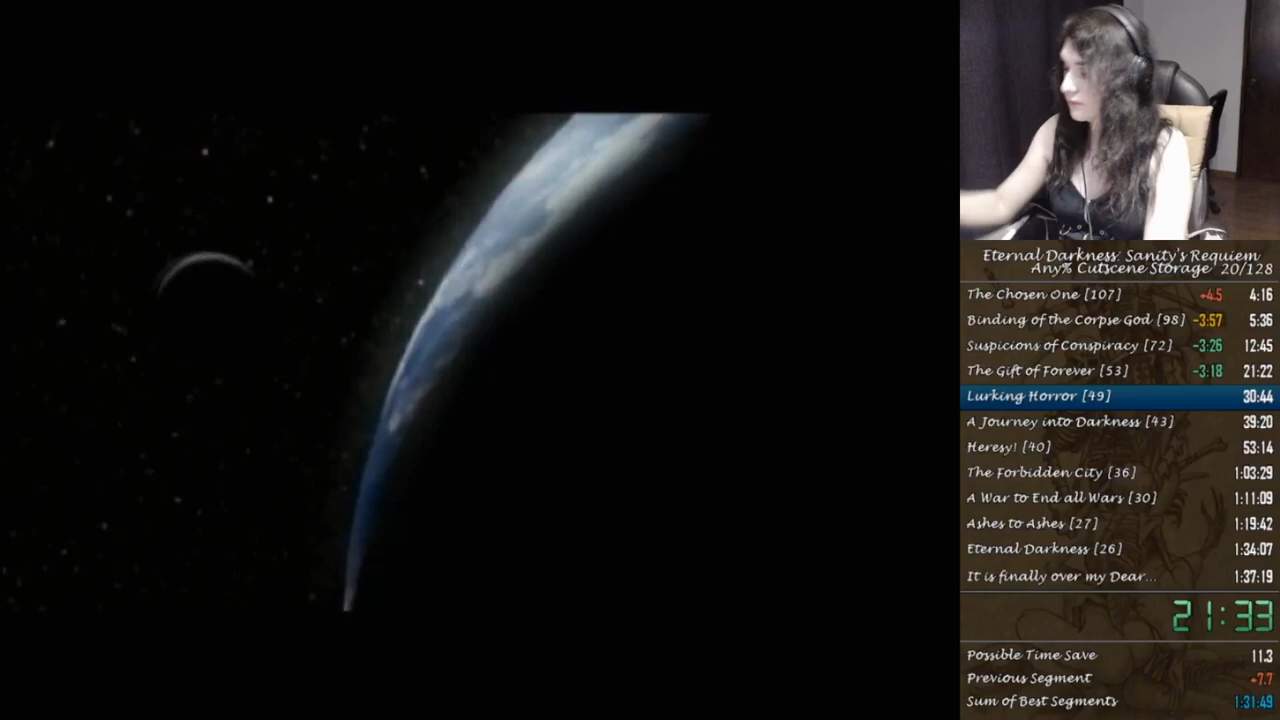 Eternal Darkness: Sanity's Requiem
Any% Cutscene Storage 20/128
The Chosen One [107] +4.5 4:16
Binding of the Corpse God [98] -3:57 5:36
Suspicions of Conspiracy [72] -3:26 12:45
The Gift of Forever [53] -3:18 21:22
Lurking Horror [49] 30:44
A Journey into Darkness [43] 39:20
Heresy! [40] 53:14
The Forbidden City [36] 1:03:29
A War to End all Wars [30] 1:11:09
Ashes to Ashes [27] 1:19:42
Eternal Darkness [26] 1:34:07
It is finally over my Dear... 1:37:19
21:33
Possible Time Save 11.3
Previous Segment +7.7
Sum of Best Segments 1:31:49